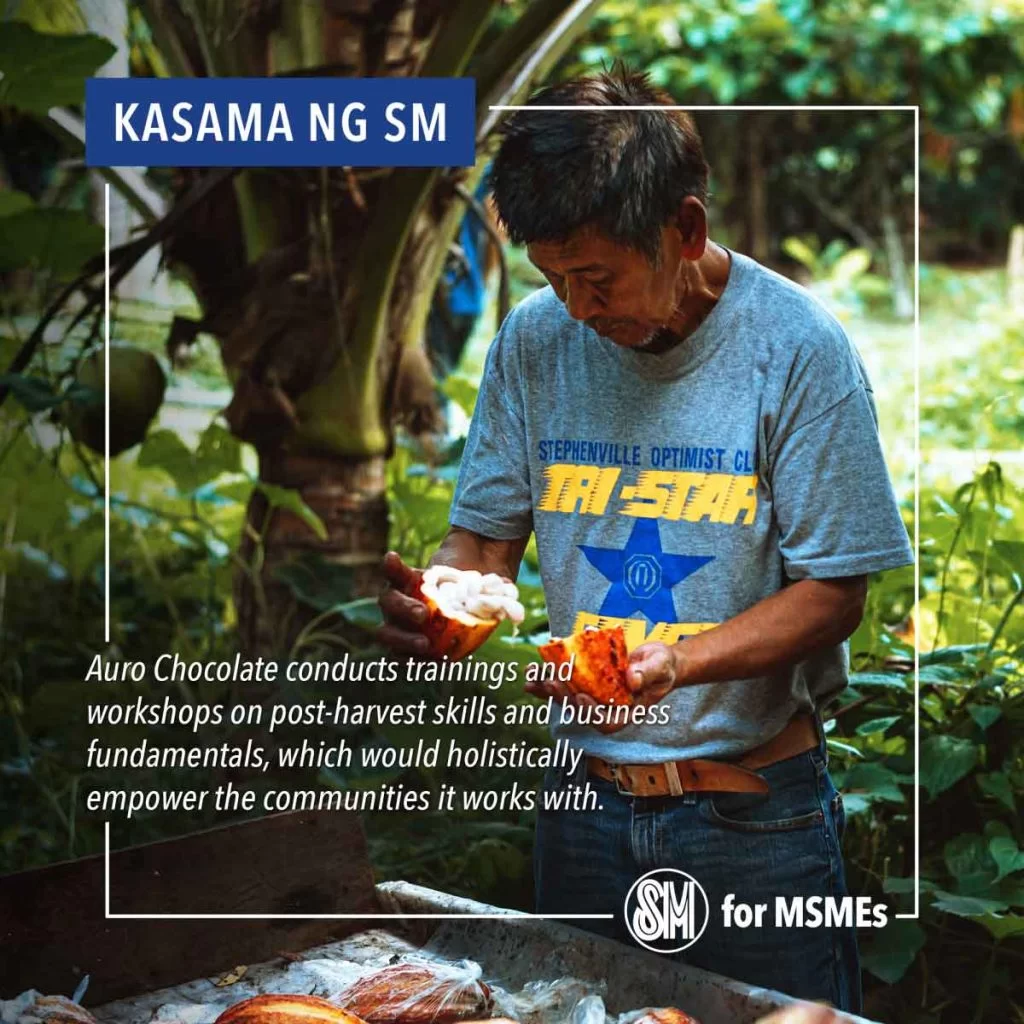 KASAMA NG SM
STEPHENVILLE OPTIMIST
TRI-STAR
Auro Chocolate conducts trainings and
workshops on post-harvest skills and business
fundamentals, which would holistically
empower the communities it works with.
SM for MSMEs